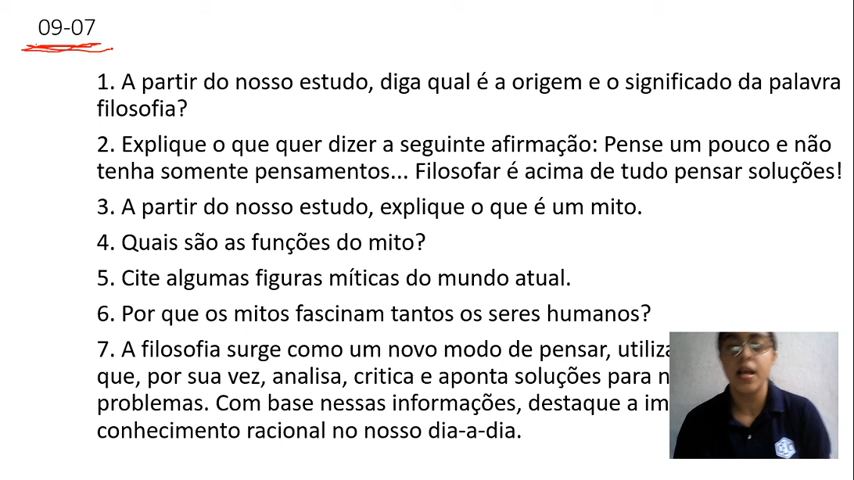 09-07
1. A partir do nosso estudo, diga qual é a origem e o significado da palavra
filosofia?
2. Explique o que quer dizer a seguinte afirmação: Pense um pouco e não
tenha somente pensamentos... Filosofar é acima de tudo pensar soluções!
3. A partir do nosso estudo, explique o que é um mito.
4. Quais são as funções do mito?
5. Cite algumas figuras míticas do mundo atual.
6. Por que os mitos fascinam tantos os seres humanos?
7. A filosofia surge como um novo modo de pensar,
que, por sua vez, analisa, critica e aponta soluções para
problemas. Com base nessas informações, destaque a
conhecimento racional no nosso dia-a-dia.